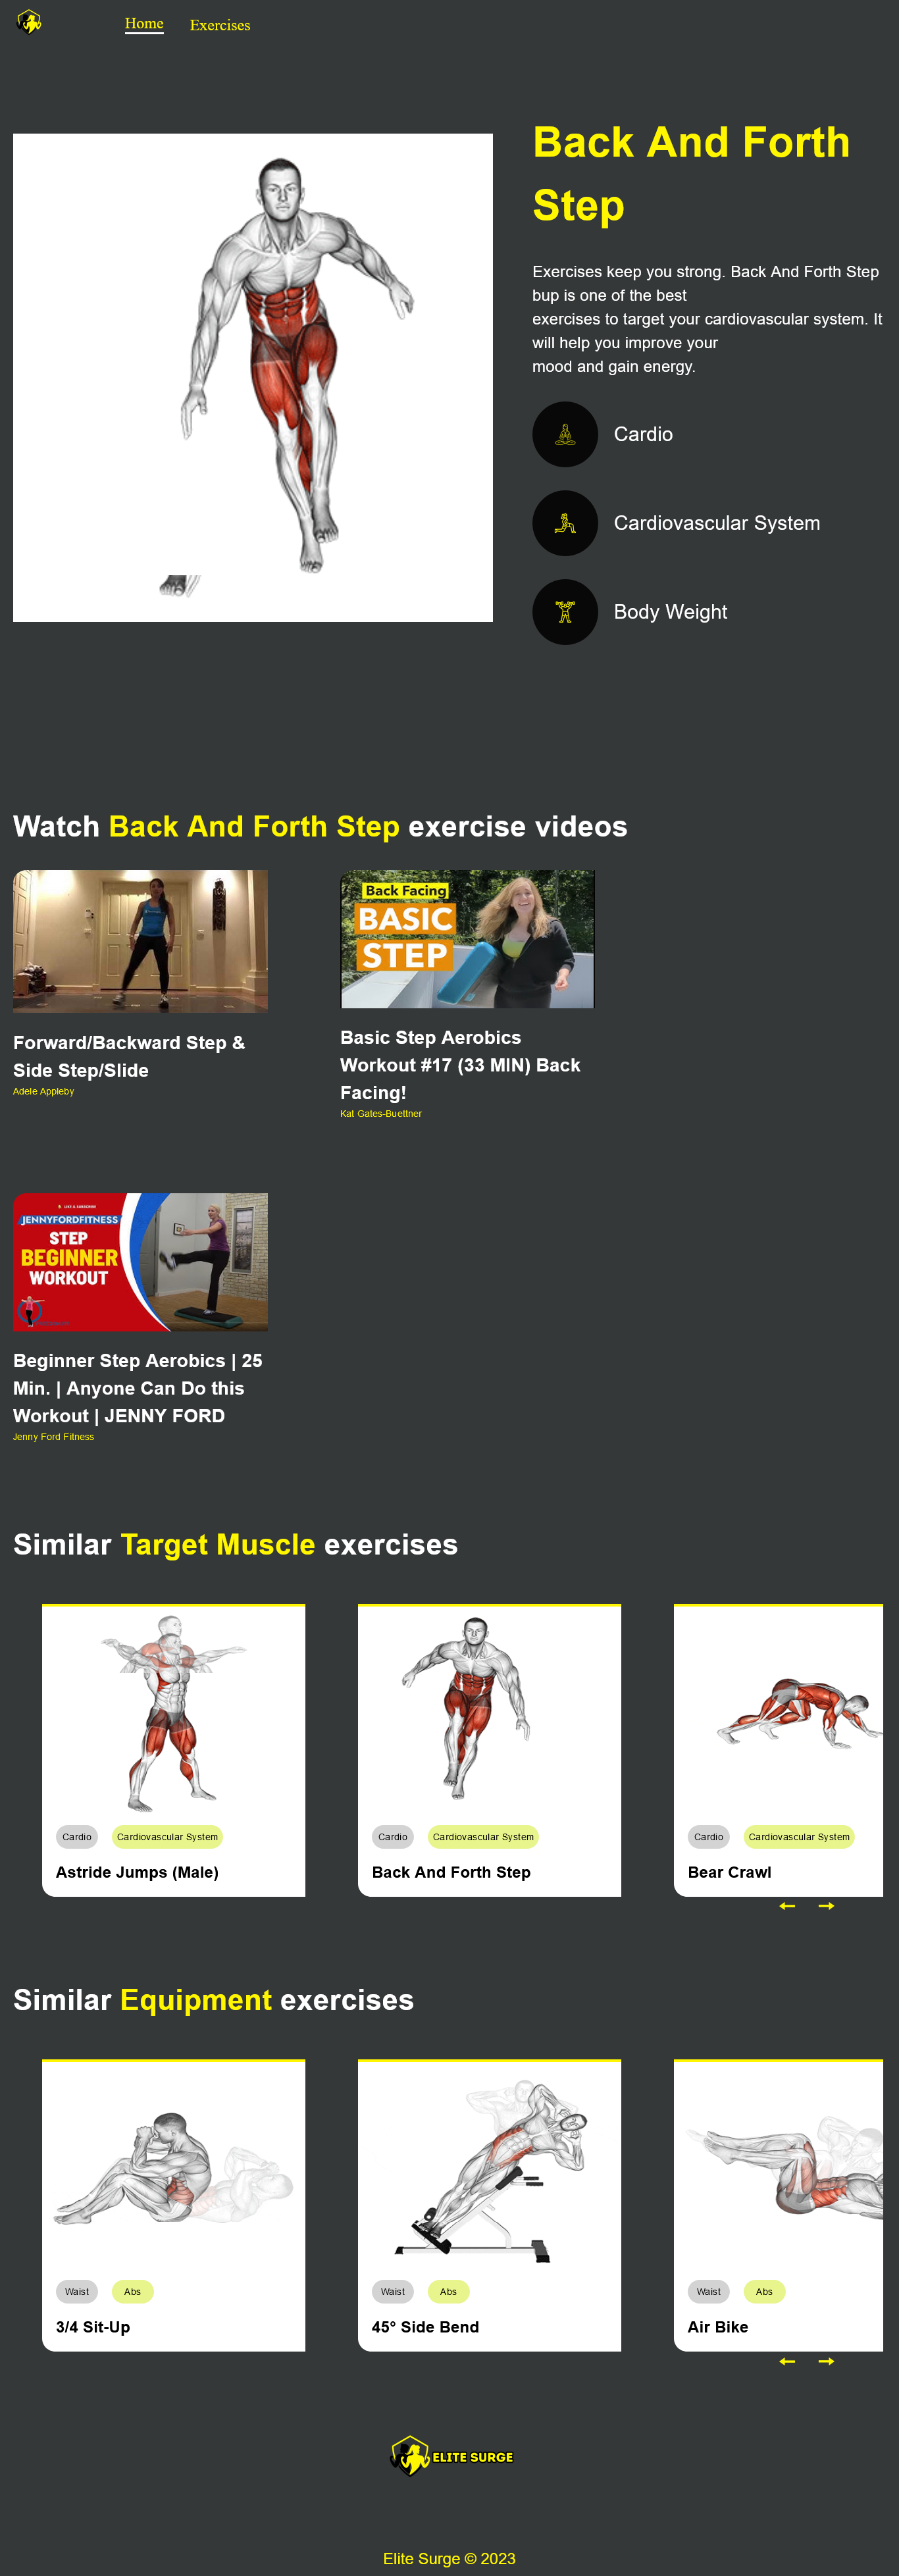 Home
Exercises
Back And Forth
Step
Exercises keep you strong. Back And Forth Step
bup is one of the best
exercises to target your cardiovascular system. It
will help you improve your
mood and gain energy.
Cardio
Cardiovascular System
Body Weight
Watch Back And Forth Step exercise videos
Back Facing
BASIC
STEP
Forward/Backward Step &
Side Step/Slide
Adele Appleby
Basic Step Aerobics
Workout #17 (33 MIN) Back
Facing!
Kat Gates-Buettner
LIKE & SUBSCRIBE
JENNYFORDFITNESS
STEP
BEGINNER
WORKOUT
Beginner Step Aerobics | 25
Min. | Anyone Can Do this
Workout | JENNY FORD
Jenny Ford Fitness
Similar Target Muscle exercises
Cardio
Cardiovascular System
Astride Jumps (Male)
Cardio
Cardiovascular System
Back And Forth Step
Cardio
Cardiovascular System
Bear Crawl
Similar Equipment exercises
Waist
Abs
3/4 Sit-Up
Waist
Abs
45° Side Bend
Waist
Abs
Air Bike
ELITE SURGE
Elite Surge © 2023